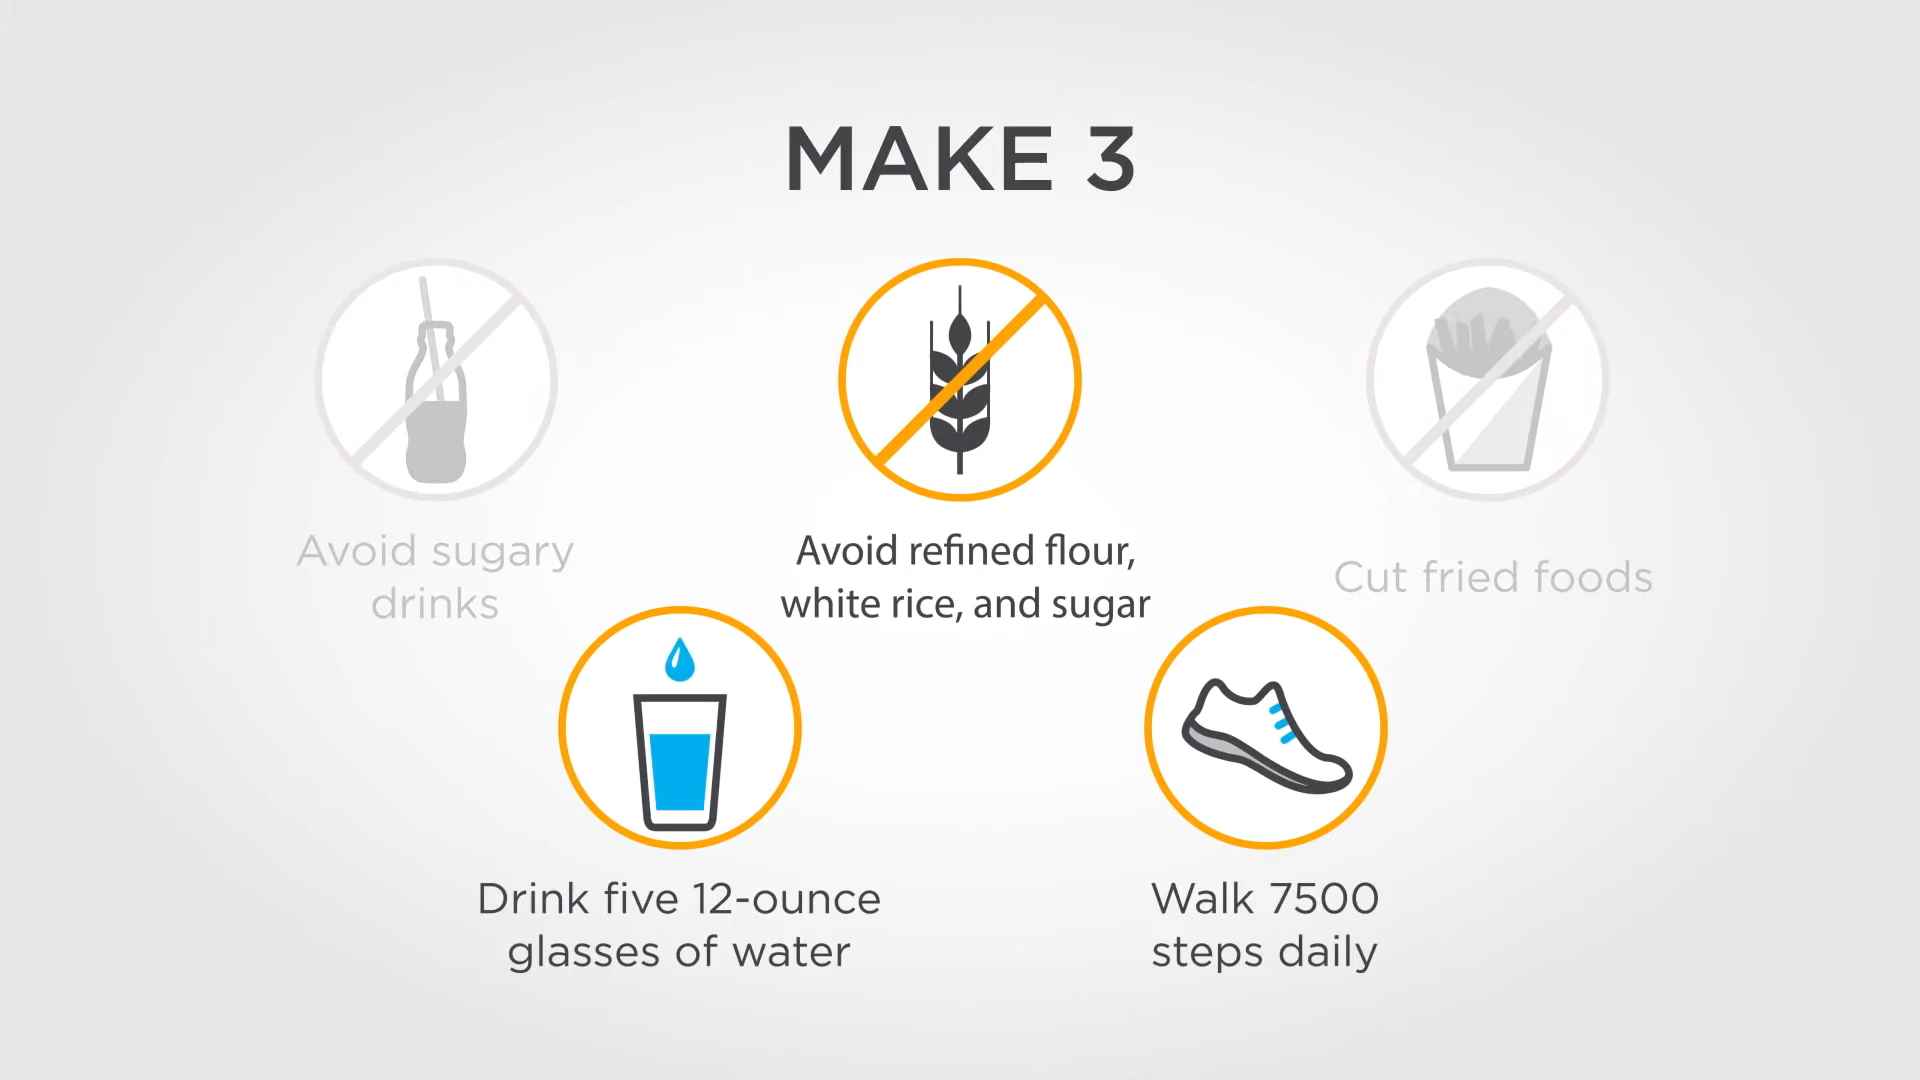 MAKE 3
Avoid sugary
drinks
Avoid refined flour,
white rice, and sugar
Cut fried foods
Drink five 12-ounce
glasses of water
Walk 7500
steps daily